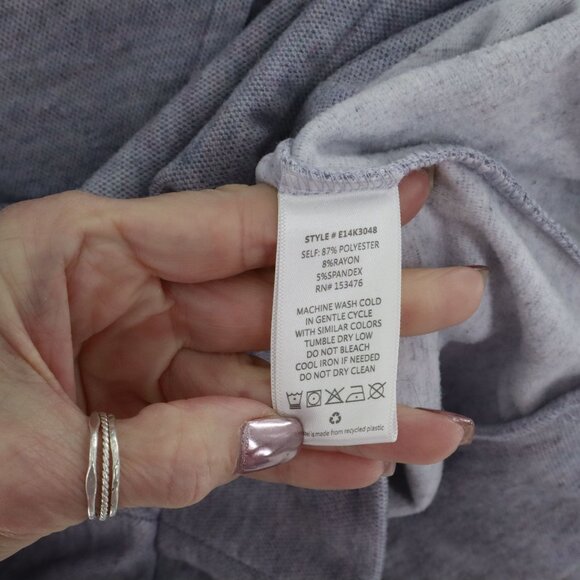 STYLE # E14K3048
SELF: 87% POLYESTER
8%RAYON
5%SPANDEX
RN# 153476
MACHINE WASH COLD
IN GENTLE CYCLE
WITH SIMILAR COLORS
TUMBLE DRY LOW
DO NOT BLEACH
COOL IRON IF NEEDED
DO NOT DRY CLEAN
is made from recycled plastic